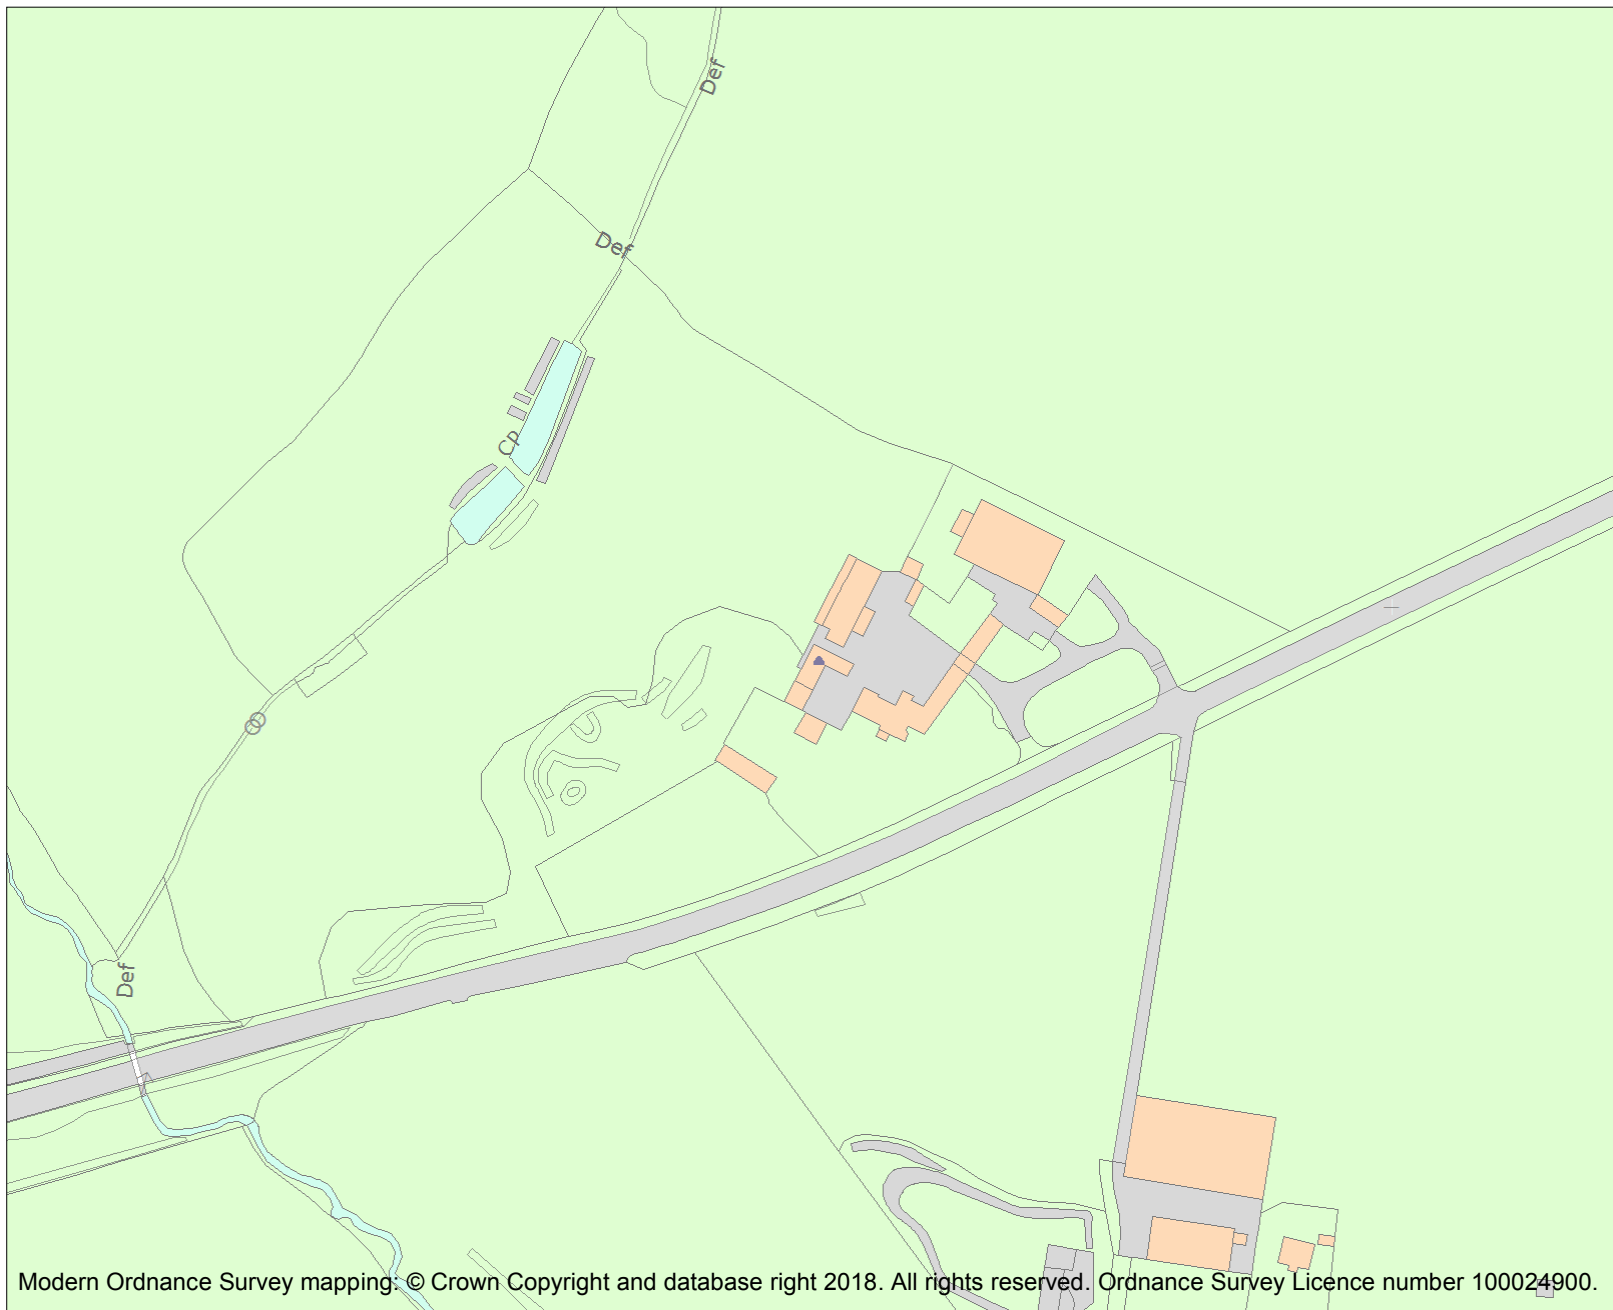 Def
Def
CP
Def
Modern Ordnance Survey mapping: © Crown Copyright and database right 2018. All rights reserved. Ordnance Survey Licence number 100024900.